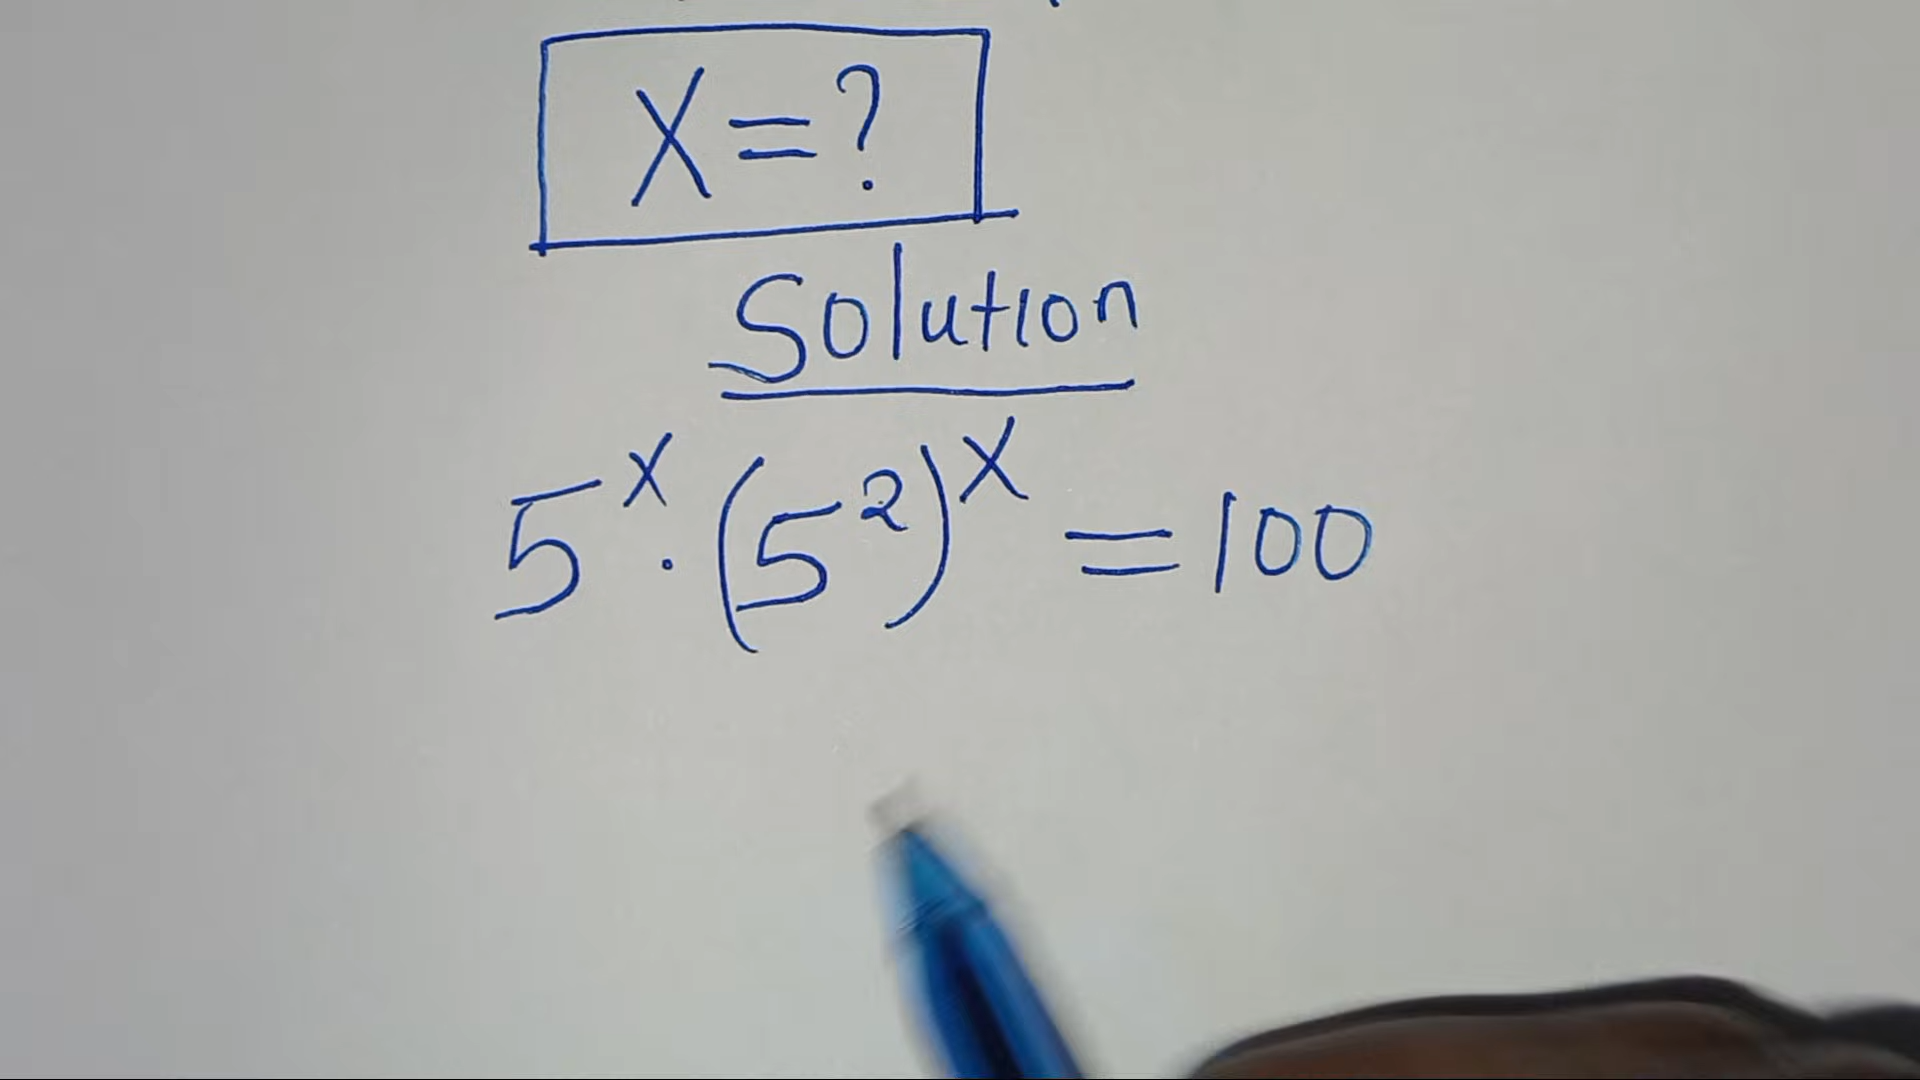 X=?
Solution
5^x · (5^2)^x = 100